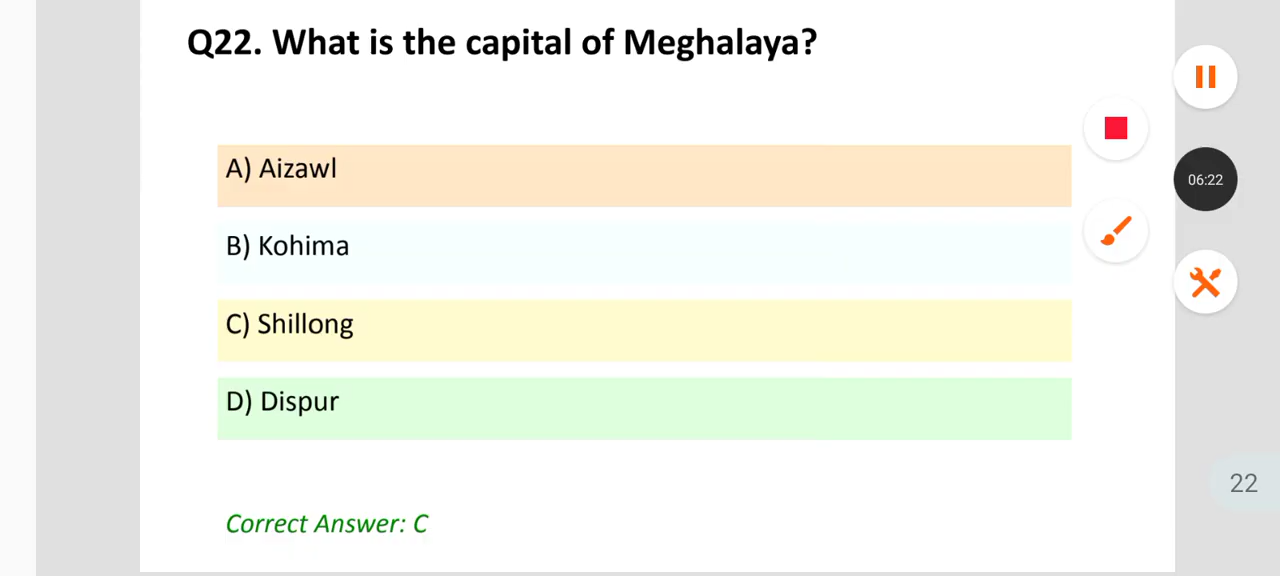 Q22. What is the capital of Meghalaya?
A) Aizawl
06:22
B) Kohima
C) Shillong
D) Dispur
22
Correct Answer: C